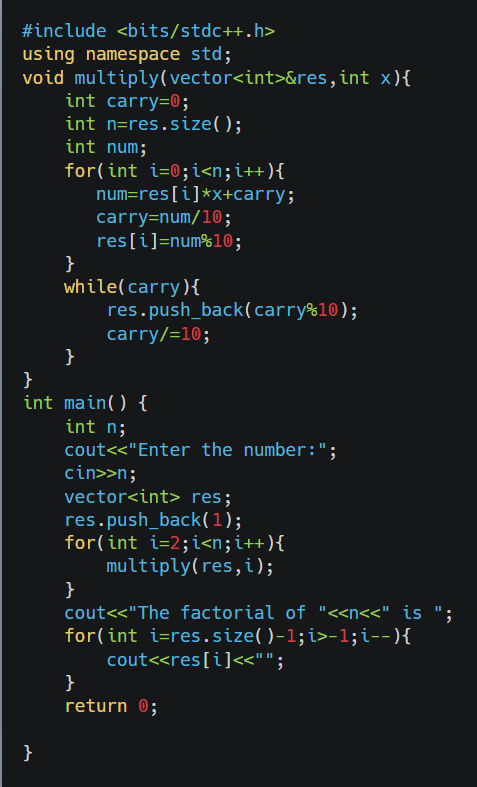 #include <bits/stdc++.h>
using namespace std;
void multiply(vector<int>&res,int x){
    int carry=0;
    int n=res.size();
    int num;
    for(int i=0;i<n;i++){
       num=res[i]*x+carry;
       carry=num/10;
       res[i]=num%10;
    }
    while(carry){
        res.push_back(carry%10);
        carry/=10;
    }
}
int main() {
    int n;
    cout<<"Enter the number:";
    cin>>n;
    vector<int> res;
    res.push_back(1);
    for(int i=2;i<n;i++){
        multiply(res,i);
    }
    cout<<"The factorial of "<<n<<" is ";
    for(int i=res.size()-1;i>-1;i--){
        cout<<res[i]<<"";
    }
    return 0;

}